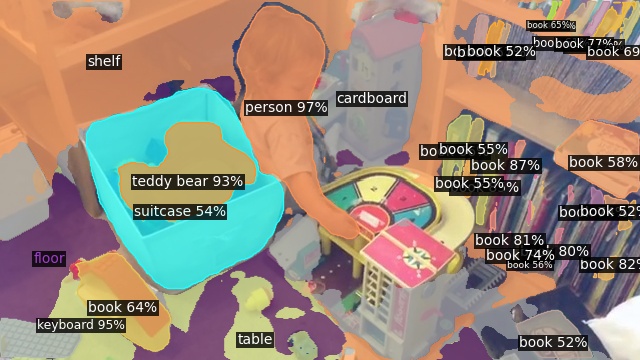 book 65%
book 52%
book 77%
book 69
shelf
person 97%
cardboard
book 55%
book 87%
book 58%
teddy bear 93%
book 55%
suitcase 54%
book 52%
book 81%
80%
book 74%
book 56%
book 82%
floor
book 64%
keyboard 95%
table
book 52%